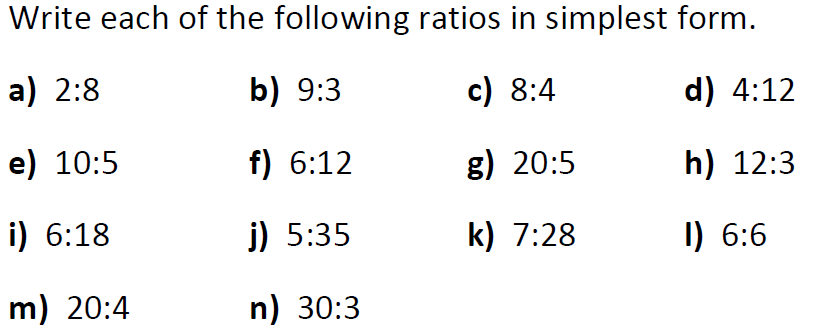 Write each of the following ratios in simplest form.
a) 2:8 b) 9:3 c) 8:4 d) 4:12
e) 10:5 f) 6:12 g) 20:5 h) 12:3
i) 6:18 j) 5:35 k) 7:28 l) 6:6
m) 20:4 n) 30:3